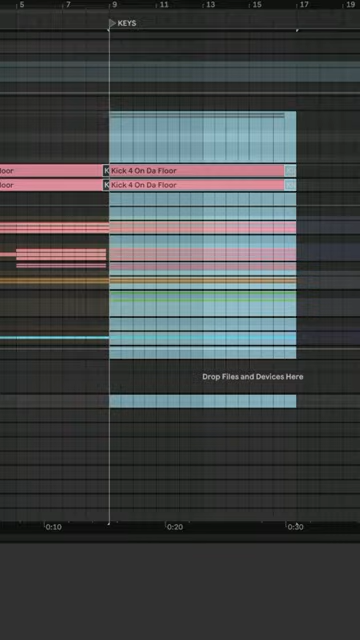 5 7 9 11 13 15 17 19
KEYS
loor K Kick 4 On Da Floor
loor Kick 4 On Da Floor
Drop Files and Devices Here
0:10 0:20 0:30